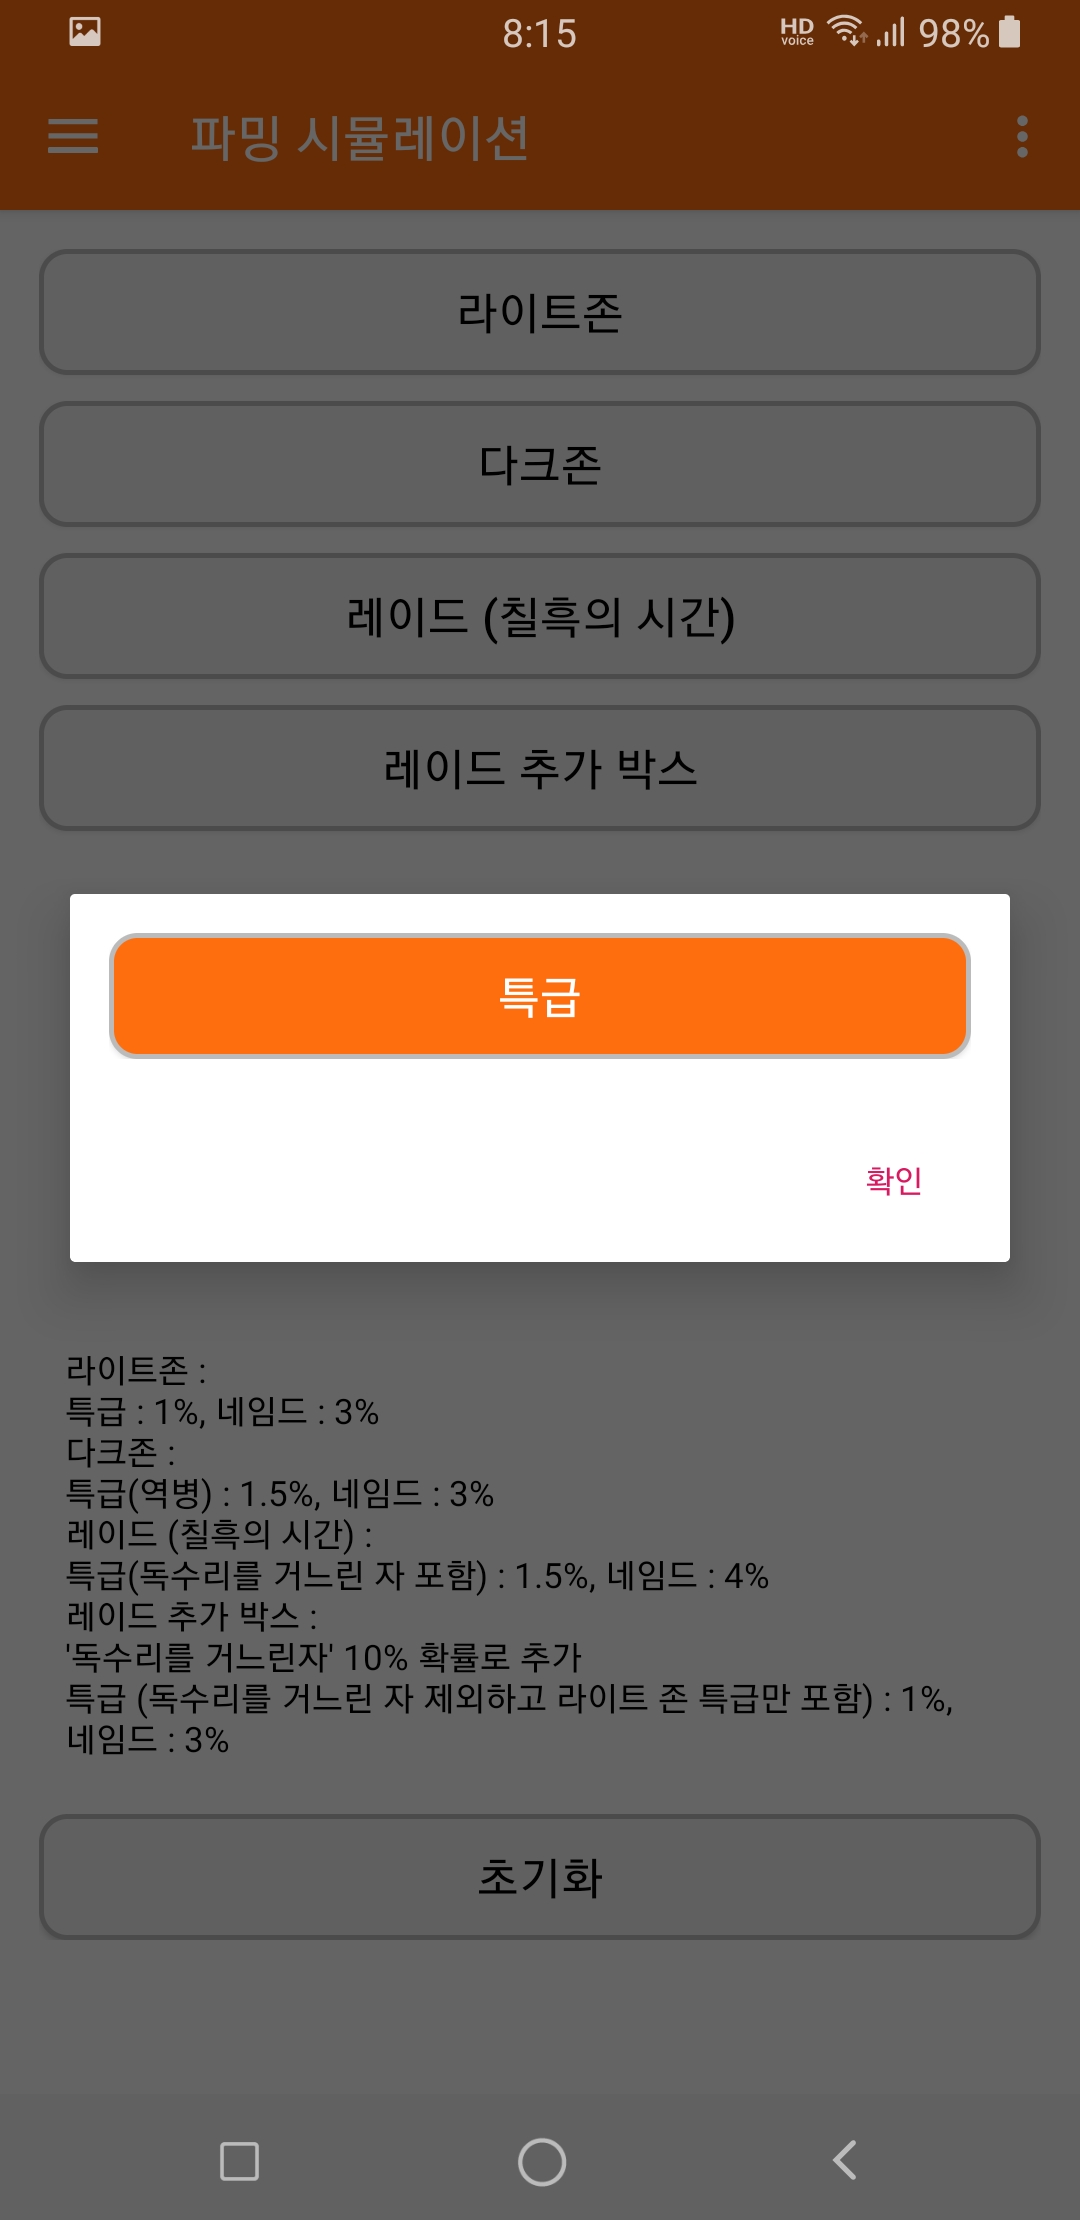 8:15
HD voice
98%
파밍 시뮬레이션
라이트존
다크존
레이드 (칠흑의 시간)
레이드 추가 박스
특급
확인
라이트존 :
특급 : 1%, 네임드 : 3%
다크존 :
특급(역병) : 1.5%, 네임드 : 3%
레이드 (칠흑의 시간) :
특급(독수리를 거느린 자 포함) : 1.5%, 네임드 : 4%
레이드 추가 박스 :
'독수리를 거느린자' 10% 확률로 추가
특급 (독수리를 거느린 자 제외하고 라이트 존 특급만 포함) : 1%,
네임드 : 3%
초기화